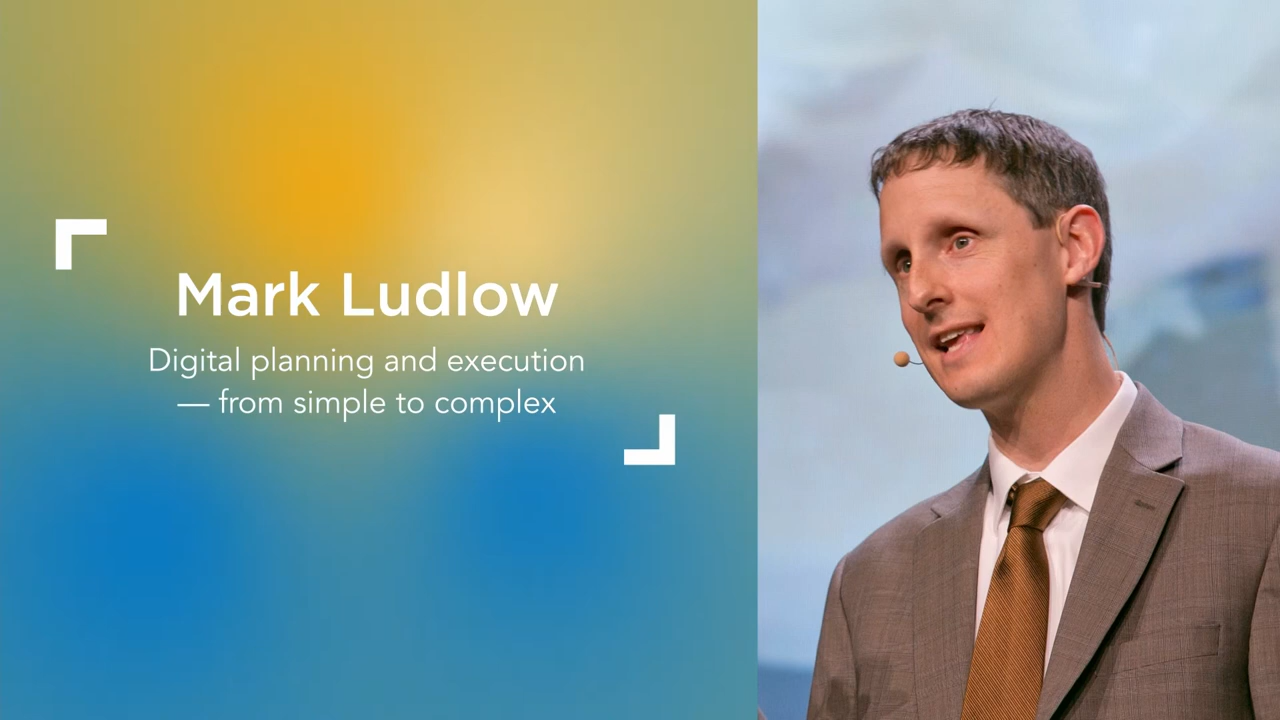 Mark Ludlow
Digital planning and execution
— from simple to complex